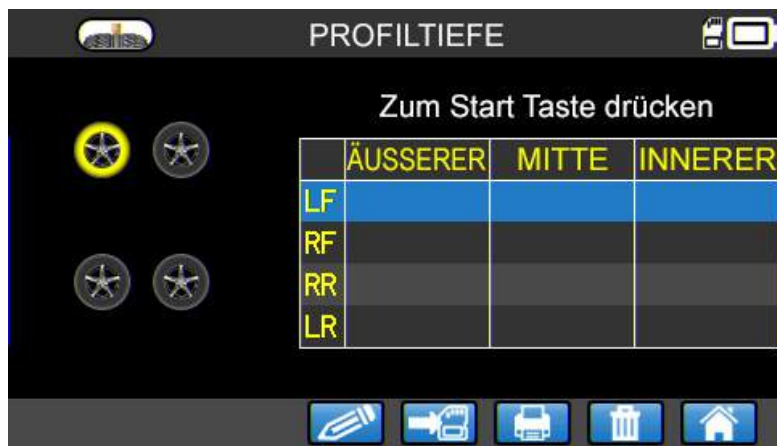 PROFILTIEFE
Zum Start Taste drücken
ÄUSSERER MITTE INNERER
LF
RF
RR
LR